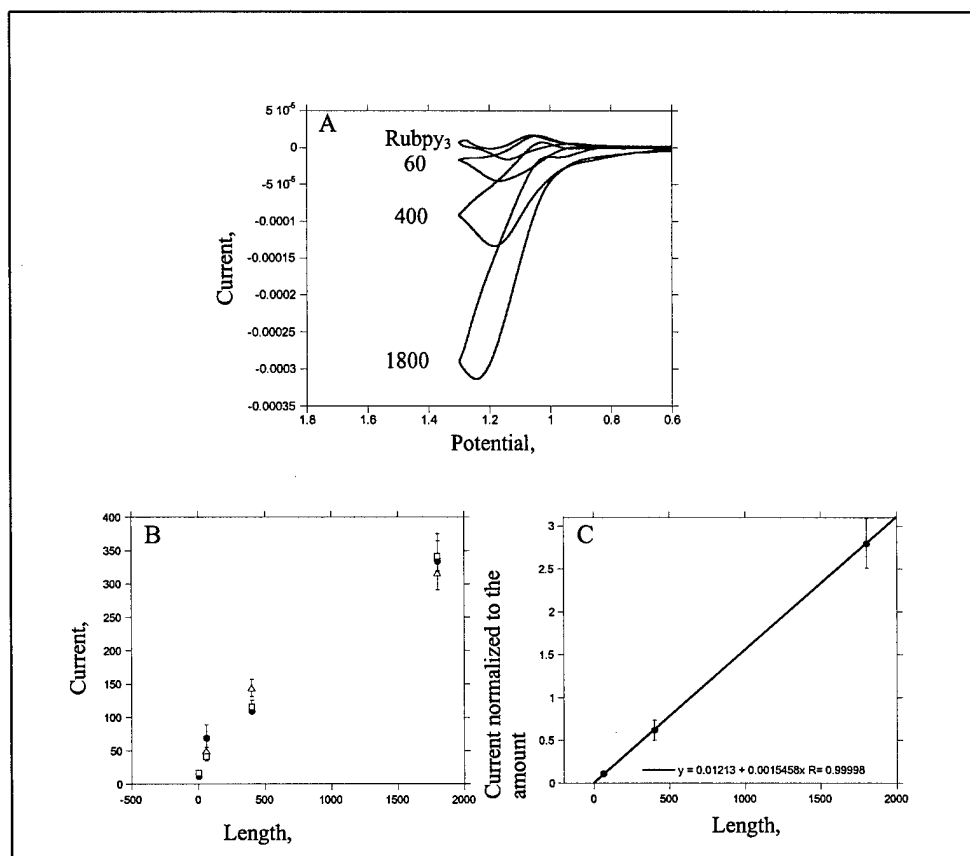 A
5 10⁻⁵
0
-5 10⁻⁵
-0.0001
-0.00015
-0.0002
-0.00025
-0.0003
-0.00035
Current,
Rubpy₃
60
400
1800
1.8 1.6 1.4 1.2 1 0.8 0.6
Potential,
B
400
350
300
250
200
150
100
50
0
Current,
-500 0 500 1000 1500 2000
Length,
C
3
2.5
2
1.5
1
0.5
0
Current normalized to the
amount
y = 0.01213 + 0.0015458x R= 0.99998
0 500 1000 1500 2000
Length,